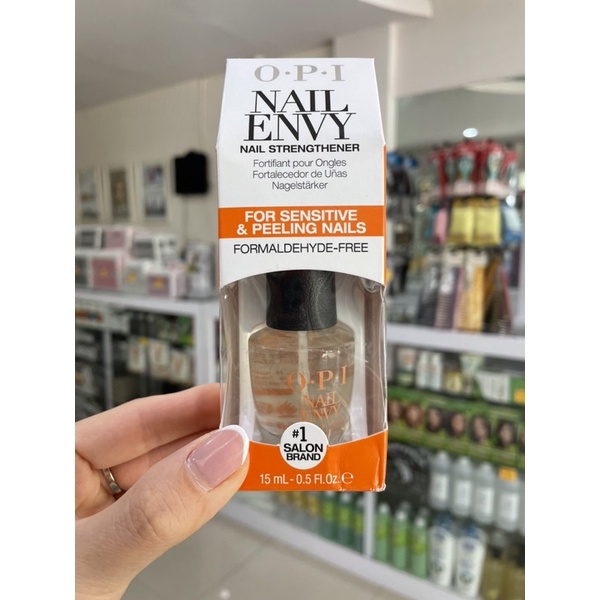 O·P·I
NAIL
ENVY
NAIL STRENGTHENER
Fortifiant pour Ongles
Fortalecedor de Uñas
Nagelstärker
FOR SENSITIVE
& PEELING NAILS
FORMALDEHYDE-FREE
O·P·I
NAIL
ENVY
#1
SALON
BRAND
15 mL - 0.5 Fl.Oz. ℮